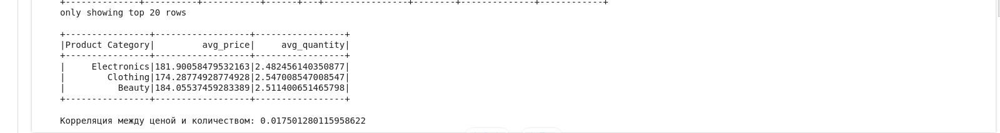 +----------------+----------+-----------+------+---+----------------+--------+--------------+------------+
only showing top 20 rows
+----------------+------------------+-----------------+
|Product Category|         avg_price|     avg_quantity|
+----------------+------------------+-----------------+
|     Electronics|181.90058479532163|2.482456140350877|
|        Clothing|174.28774928774928|2.547008547008547|
|          Beauty|184.05537459283389|2.511400651465798|
+----------------+------------------+-----------------+
Корреляция между ценой и количеством: 0.017501280115958622